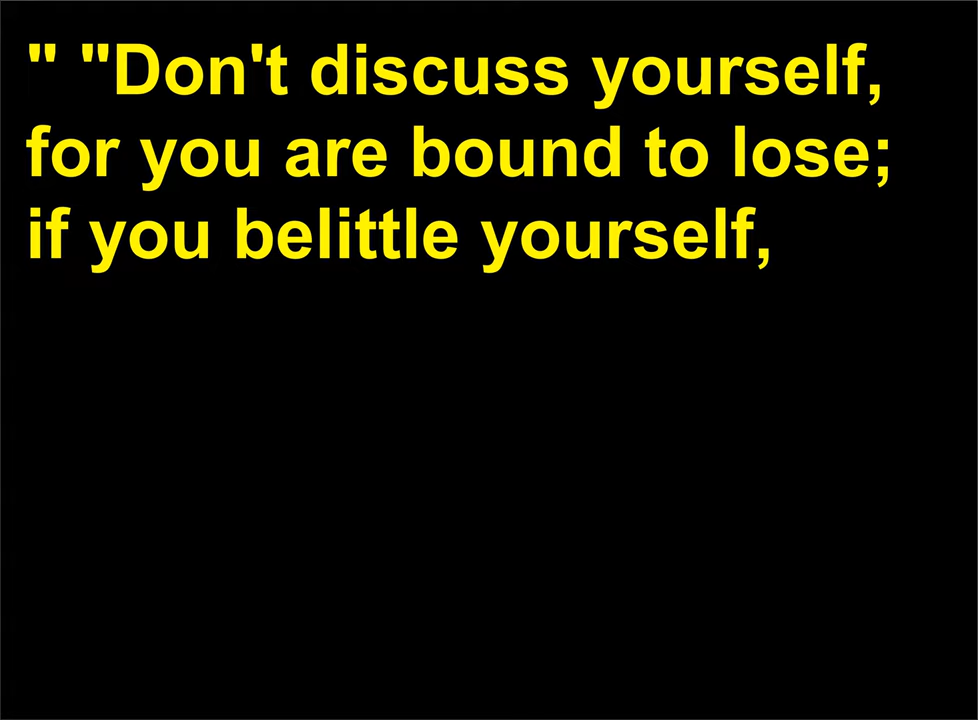 " "Don't discuss yourself,
for you are bound to lose;
if you belittle yourself,